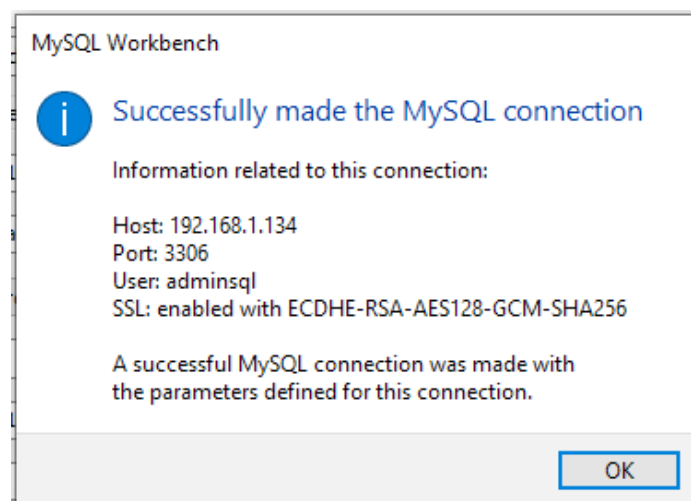 MySQL Workbench
Successfully made the MySQL connection
Information related to this connection:
Host: 192.168.1.134
Port: 3306
User: adminsql
SSL: enabled with ECDHE-RSA-AES128-GCM-SHA256
A successful MySQL connection was made with
the parameters defined for this connection.
OK